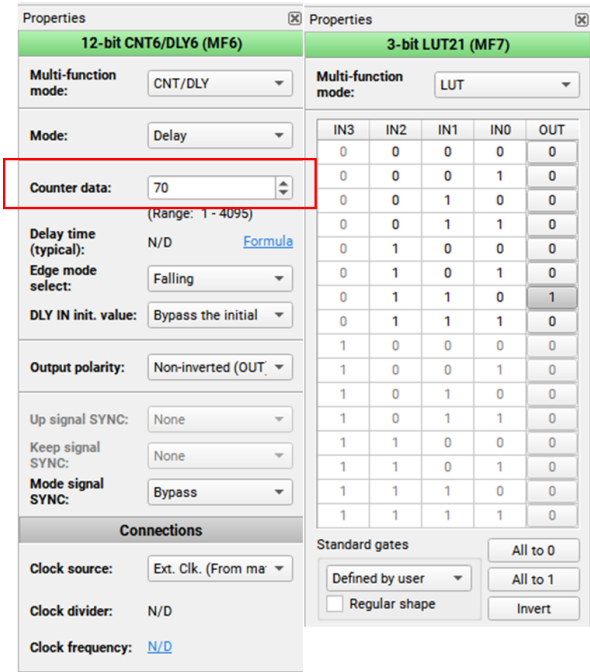 Properties
12-bit CNT6/DLY6 (MF6)
Multi-function
mode:
CNT/DLY
Mode:
Delay
Counter data:
70
(Range: 1 - 4095)
Delay time
(typical):
N/D
Formula
Edge mode
select:
Falling
DLY IN init. value:
Bypass the initial
Output polarity:
Non-inverted (OUT
Up signal SYNC:
None
Keep signal
SYNC:
None
Mode signal
SYNC:
Bypass
Connections
Clock source:
Ext. Clk. (From ma
Clock divider:
N/D
Clock frequency:
N/D
Properties
3-bit LUT21 (MF7)
Multi-function
mode:
LUT
IN3 IN2 IN1 IN0 OUT
0 0 0 0 0
0 0 0 1 0
0 0 1 0 0
0 0 1 1 0
0 1 0 0 0
0 1 0 1 0
0 1 1 0 1
0 1 1 1 0
1 0 0 0 0
1 0 0 1 0
1 0 1 0 0
1 0 1 1 0
1 1 0 0 0
1 1 0 1 0
1 1 1 0 0
1 1 1 1 0
Standard gates
All to 0
Defined by user
All to 1
Regular shape
Invert